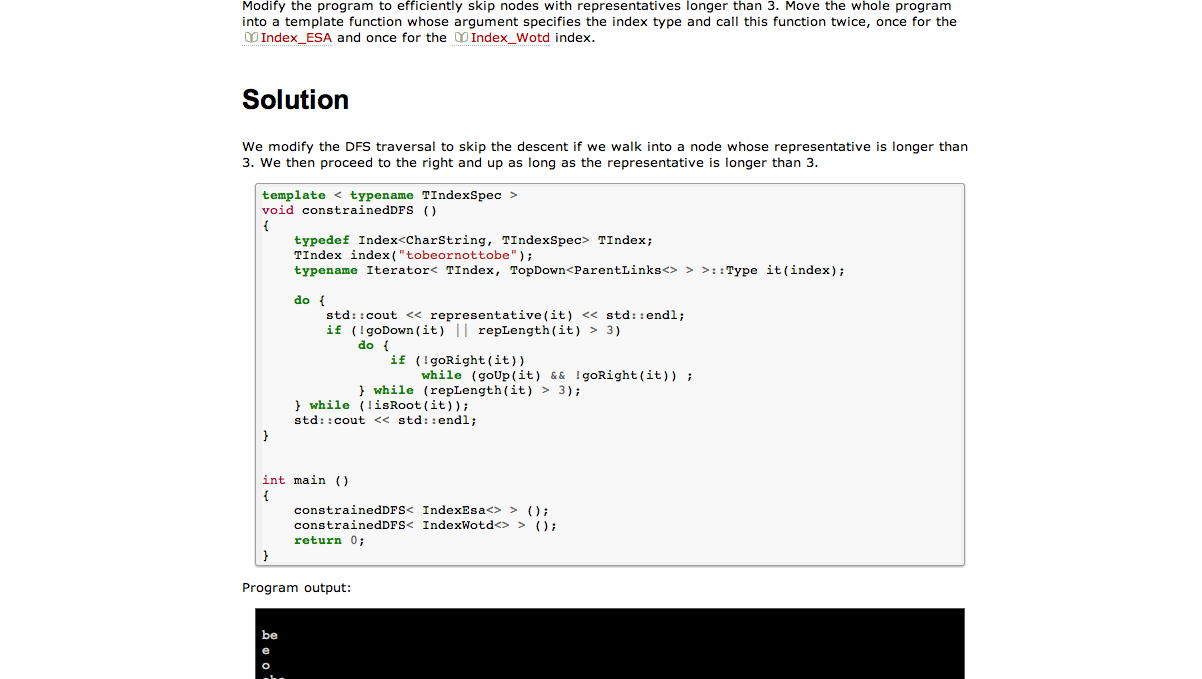 Modify the program to efficiently skip nodes with representatives longer than 3. Move the whole program
into a template function whose argument specifies the index type and call this function twice, once for the
Index_ESA and once for the Index_Wotd index.
Solution
We modify the DFS traversal to skip the descent if we walk into a node whose representative is longer than
3. We then proceed to the right and up as long as the representative is longer than 3.
template < typename TIndexSpec >
void constrainedDFS ()
{
    typedef Index<CharString, TIndexSpec> TIndex;
    TIndex index("tobeornottobe");
    typename Iterator< TIndex, TopDown<ParentLinks<> > >::Type it(index);
    do {
        std::cout << representative(it) << std::endl;
        if (!goDown(it) || repLength(it) > 3)
            do {
                if (!goRight(it))
                    while (goUp(it) && !goRight(it)) ;
            } while (repLength(it) > 3);
    } while (!isRoot(it));
    std::cout << std::endl;
}
int main ()
{
    constrainedDFS< IndexEsa<> > ();
    constrainedDFS< IndexWotd<> > ();
    return 0;
}
Program output:
be
e
o